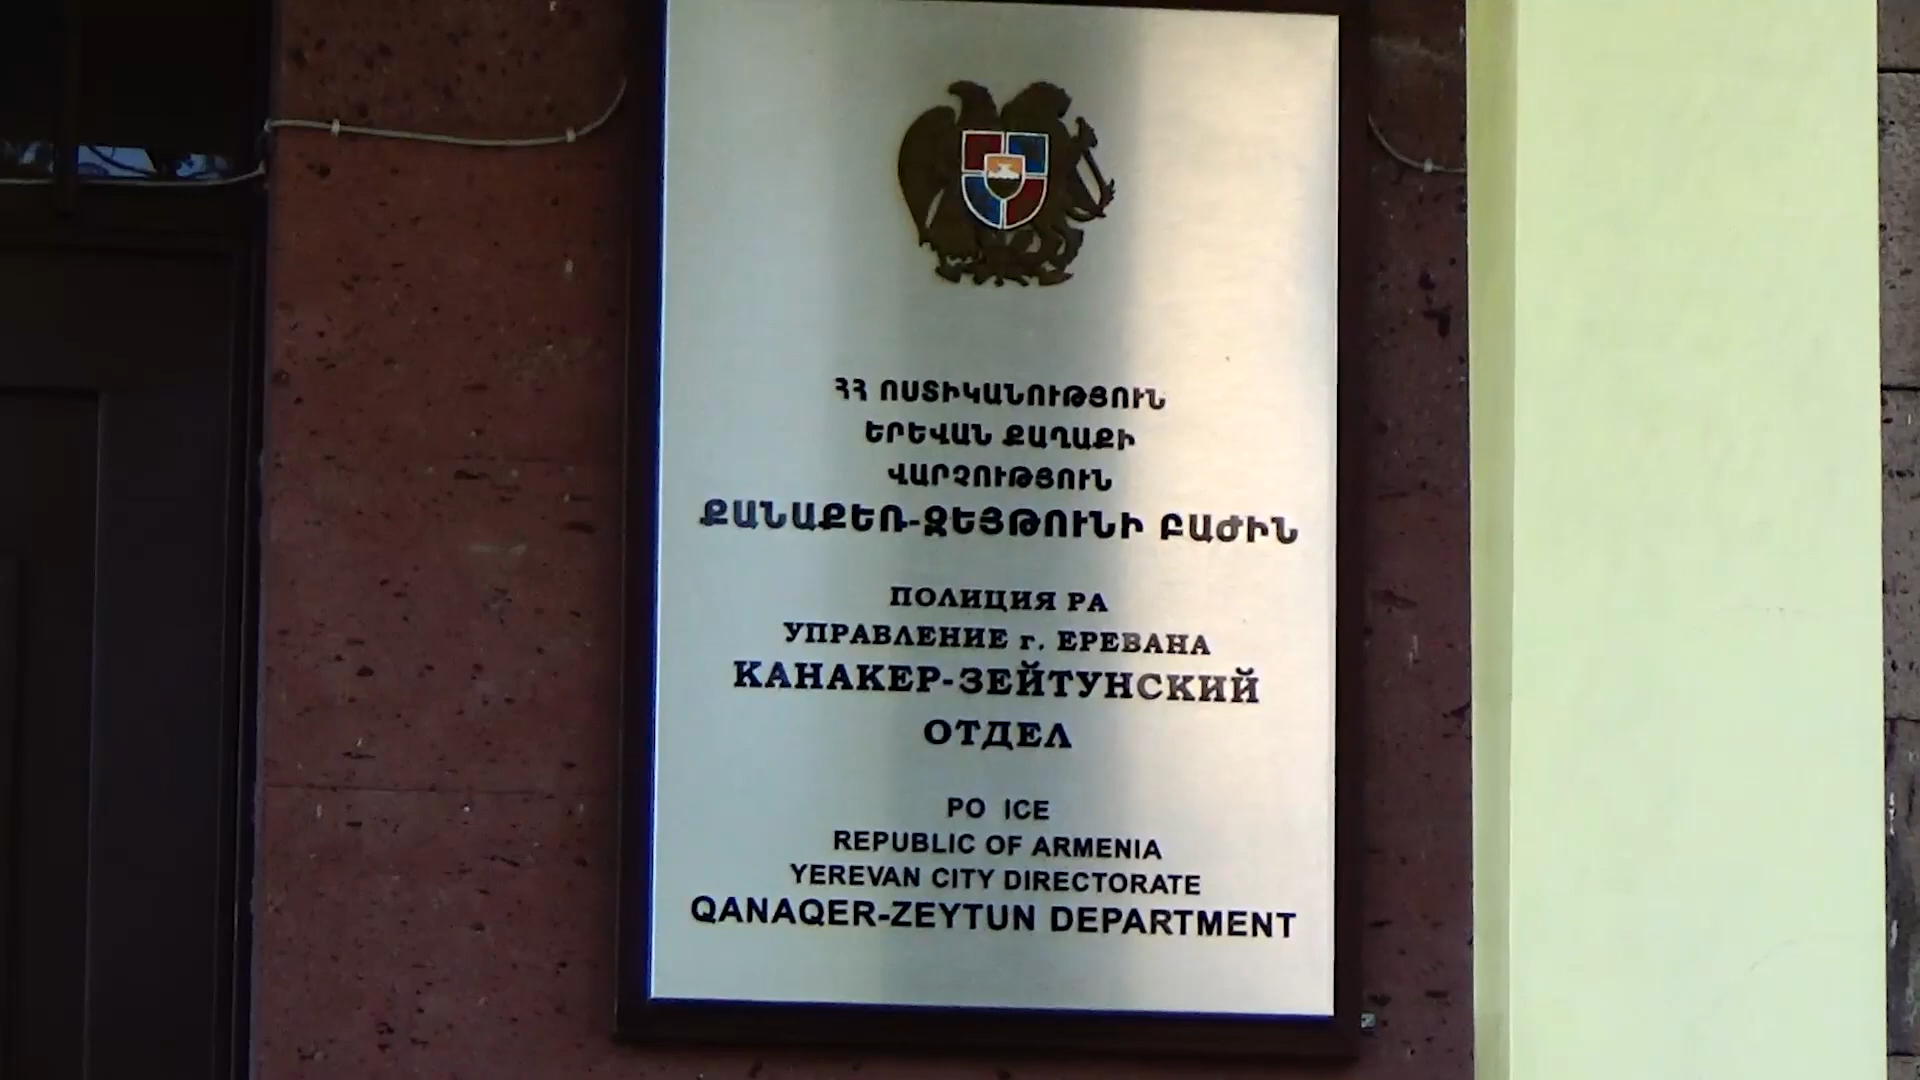 ՀՀ ՈՍՏԻԿԱՆՈՒԹՅՈՒՆ
ԵՐԵՎԱՆ ՔԱՂԱՔԻ
ՎԱՐՉՈՒԹՅՈՒՆ
ՔԱՆԱՔԵՌ-ԶԵՅԹՈՒՆԻ ԲԱԺԻՆ
ПОЛИЦИЯ РА
УПРАВЛЕНИЕ г. ЕРЕВАНА
КАНАКЕР-ЗЕЙТУНСКИЙ
ОТДЕЛ
PO ICE
REPUBLIC OF ARMENIA
YEREVAN CITY DIRECTORATE
QANAQER-ZEYTUN DEPARTMENT